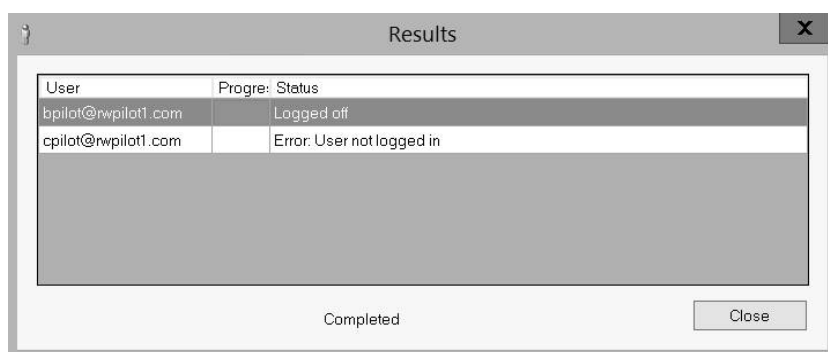 Results
X
User Progre: Status
bpilot@rwpilot1.com Logged off
cpilot@rwpilot1.com Error: User not logged in
Completed
Close